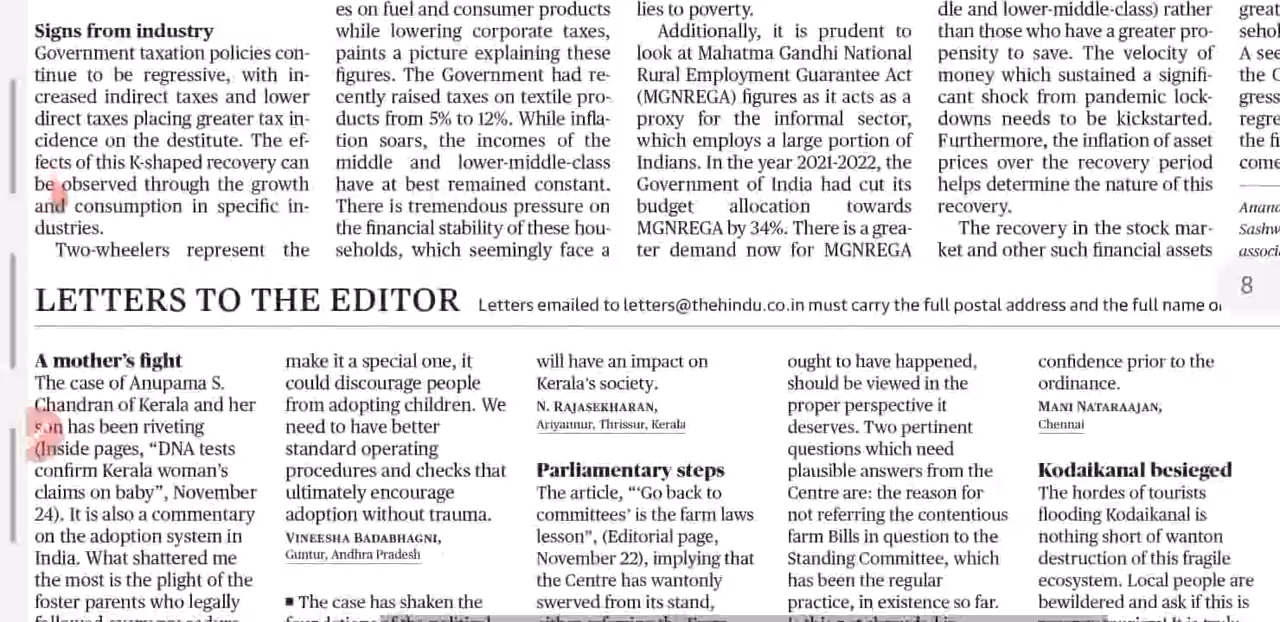 Signs from industry
Government taxation policies con-
tinue to be regressive, with in-
creased indirect taxes and lower
direct taxes placing greater tax in-
cidence on the destitute. The ef-
fects of this K-shaped recovery can
be observed through the growth
and consumption in specific in-
dustries.
Two-wheelers represent the
es on fuel and consumer products
while lowering corporate taxes,
paints a picture explaining these
figures. The Government had re-
cently raised taxes on textile pro-
ducts from 5% to 12%. While infla-
tion soars, the incomes of the
middle and lower-middle-class
have at best remained constant.
There is tremendous pressure on
the financial stability of these hou-
seholds, which seemingly face a
lies to poverty.
Additionally, it is prudent to
look at Mahatma Gandhi National
Rural Employment Guarantee Act
(MGNREGA) figures as it acts as a
proxy for the informal sector,
which employs a large portion of
Indians. In the year 2021-2022, the
Government of India had cut its
budget allocation towards
MGNREGA by 34%. There is a grea-
ter demand now for MGNREGA
dle and lower-middle-class) rather
than those who have a greater pro-
pensity to save. The velocity of
money which sustained a signifi-
cant shock from pandemic lock-
downs needs to be kickstarted.
Furthermore, the inflation of asset
prices over the recovery period
helps determine the nature of this
recovery.
The recovery in the stock mar-
ket and other such financial assets
great
sehol
A see
the C
gress
regre
the fi
come
Anand
Sashw
associ
8
LETTERS TO THE EDITOR Letters emailed to letters@thehindu.co.in must carry the full postal address and the full name o
A mother's fight
The case of Anupama S.
Chandran of Kerala and her
son has been riveting
(Inside pages, “DNA tests
confirm Kerala woman's
claims on baby”, November
24). It is also a commentary
on the adoption system in
India. What shattered me
the most is the plight of the
foster parents who legally
make it a special one, it
could discourage people
from adopting children. We
need to have better
standard operating
procedures and checks that
ultimately encourage
adoption without trauma.
VINEESHA BADABHAGNI,
Guntur, Andhra Pradesh
■ The case has shaken the
will have an impact on
Kerala's society.
N. RAJASEKHARAN,
Ariyannur, Thrissur, Kerala
Parliamentary steps
The article, “‘Go back to
committees’ is the farm laws
lesson”, (Editorial page,
November 22), implying that
the Centre has wantonly
swerved from its stand,
ought to have happened,
should be viewed in the
proper perspective it
deserves. Two pertinent
questions which need
plausible answers from the
Centre are: the reason for
not referring the contentious
farm Bills in question to the
Standing Committee, which
has been the regular
practice, in existence so far.
confidence prior to the
ordinance.
MANI NATARAAJAN,
Chennai
Kodaikanal besieged
The hordes of tourists
flooding Kodaikanal is
nothing short of wanton
destruction of this fragile
ecosystem. Local people are
bewildered and ask if this is